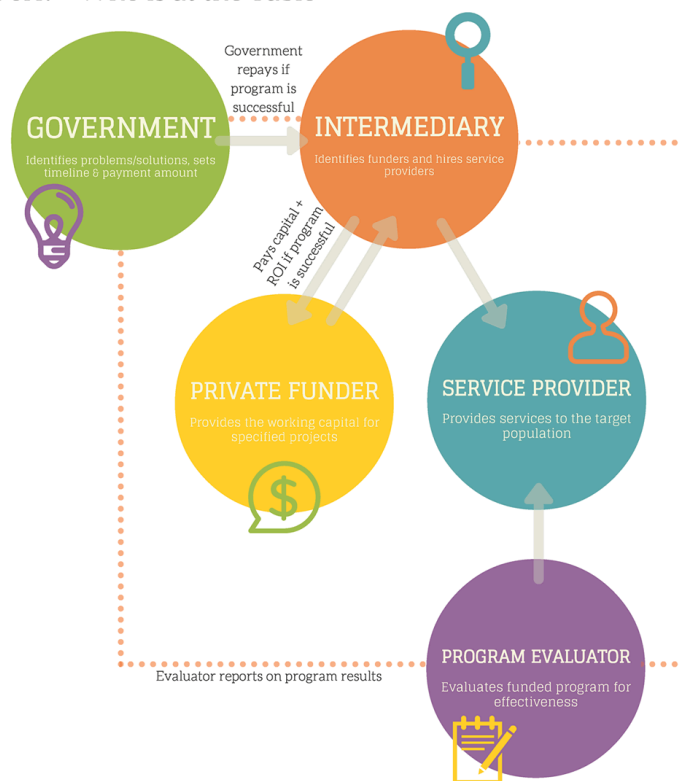 Government
repays if
program is
successful
GOVERNMENT
Identifies problems/solutions, sets
timeline & payment amount
INTERMEDIARY
Identifies funders and hires service
providers
Pays capital +
ROI if program
is successful
PRIVATE FUNDER
Provides the working capital for
specified projects
$
SERVICE PROVIDER
Provides services to the target
population
PROGRAM EVALUATOR
Evaluates funded program for
effectiveness
Evaluator reports on program results